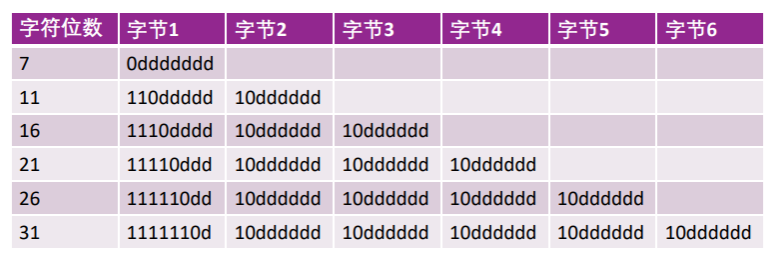 字符位数 字节1 字节2 字节3 字节4 字节5 字节6
7 0ddddddd
11 110ddddd 10dddddd
16 1110dddd 10dddddd 10dddddd
21 11110ddd 10dddddd 10dddddd 10dddddd
26 111110dd 10dddddd 10dddddd 10dddddd 10dddddd
31 1111110d 10dddddd 10dddddd 10dddddd 10dddddd 10dddddd